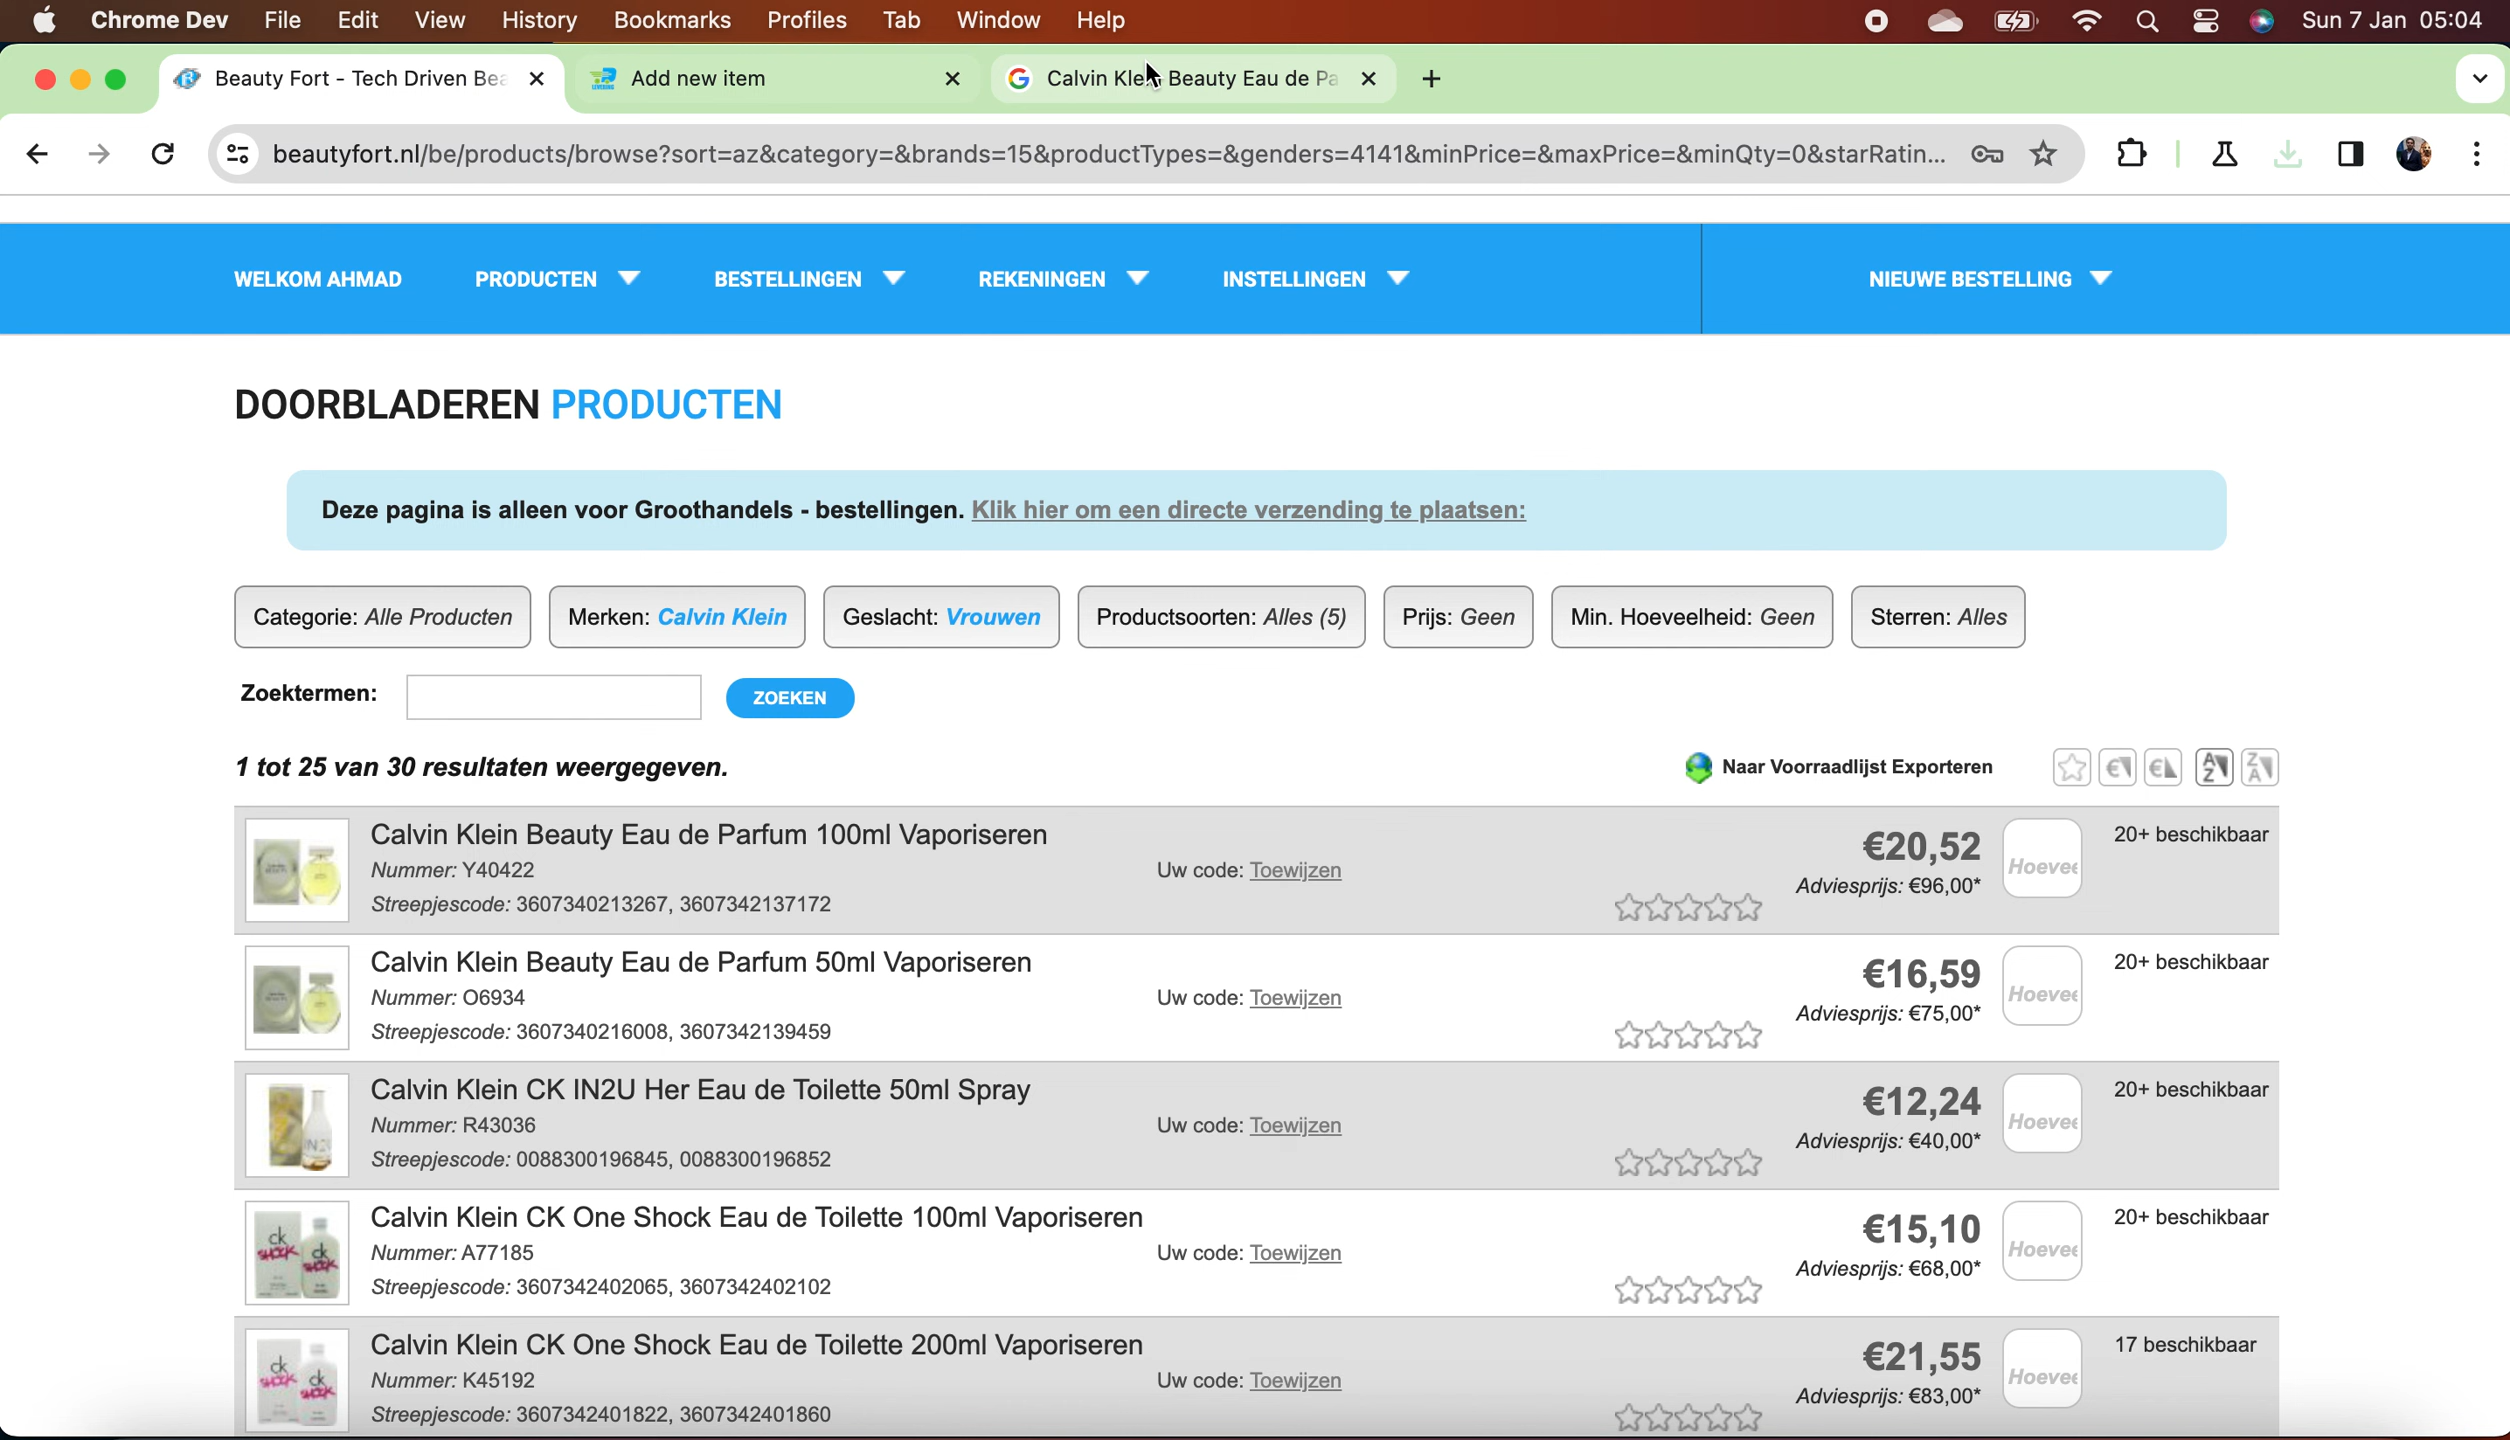 Chrome Dev File Edit View History Bookmarks Profiles Tab Window Help Sun 7 Jan 05:04
Beauty Fort - Tech Driven Bea Add new item Calvin Kle Beauty Eau de Pa
beautyfort.nl/be/products/browse?sort=az&category=&brands=15&productTypes=&genders=4141&minPrice=&maxPrice=&minQty=0&starRatin...
WELKOM AHMAD PRODUCTEN BESTELLINGEN REKENINGEN INSTELLINGEN NIEUWE BESTELLING
DOORBLADEREN PRODUCTEN
Deze pagina is alleen voor Groothandels - bestellingen. Klik hier om een directe verzending te plaatsen:
Categorie: Alle Producten Merken: Calvin Klein Geslacht: Vrouwen Productsoorten: Alles (5) Prijs: Geen Min. Hoeveelheid: Geen Sterren: Alles
Zoektermen: ZOEKEN
1 tot 25 van 30 resultaten weergegeven. Naar Voorraadlijst Exporteren € € A Z Z A
Calvin Klein Beauty Eau de Parfum 100ml Vaporiseren €20,52 20+ beschikbaar
Nummer: Y40422 Uw code: Toewijzen Adviesprijs: €96,00* Hoevee
Streepjescode: 3607340213267, 3607342137172
Calvin Klein Beauty Eau de Parfum 50ml Vaporiseren €16,59 20+ beschikbaar
Nummer: O6934 Uw code: Toewijzen Adviesprijs: €75,00* Hoevee
Streepjescode: 3607340216008, 3607342139459
Calvin Klein CK IN2U Her Eau de Toilette 50ml Spray €12,24 20+ beschikbaar
Nummer: R43036 Uw code: Toewijzen Adviesprijs: €40,00* Hoevee
Streepjescode: 0088300196845, 0088300196852
Calvin Klein CK One Shock Eau de Toilette 100ml Vaporiseren €15,10 20+ beschikbaar
Nummer: A77185 Uw code: Toewijzen Adviesprijs: €68,00* Hoevee
Streepjescode: 3607342402065, 3607342402102
Calvin Klein CK One Shock Eau de Toilette 200ml Vaporiseren €21,55 17 beschikbaar
Nummer: K45192 Uw code: Toewijzen Adviesprijs: €83,00* Hoevee
Streepjescode: 3607342401822, 3607342401860